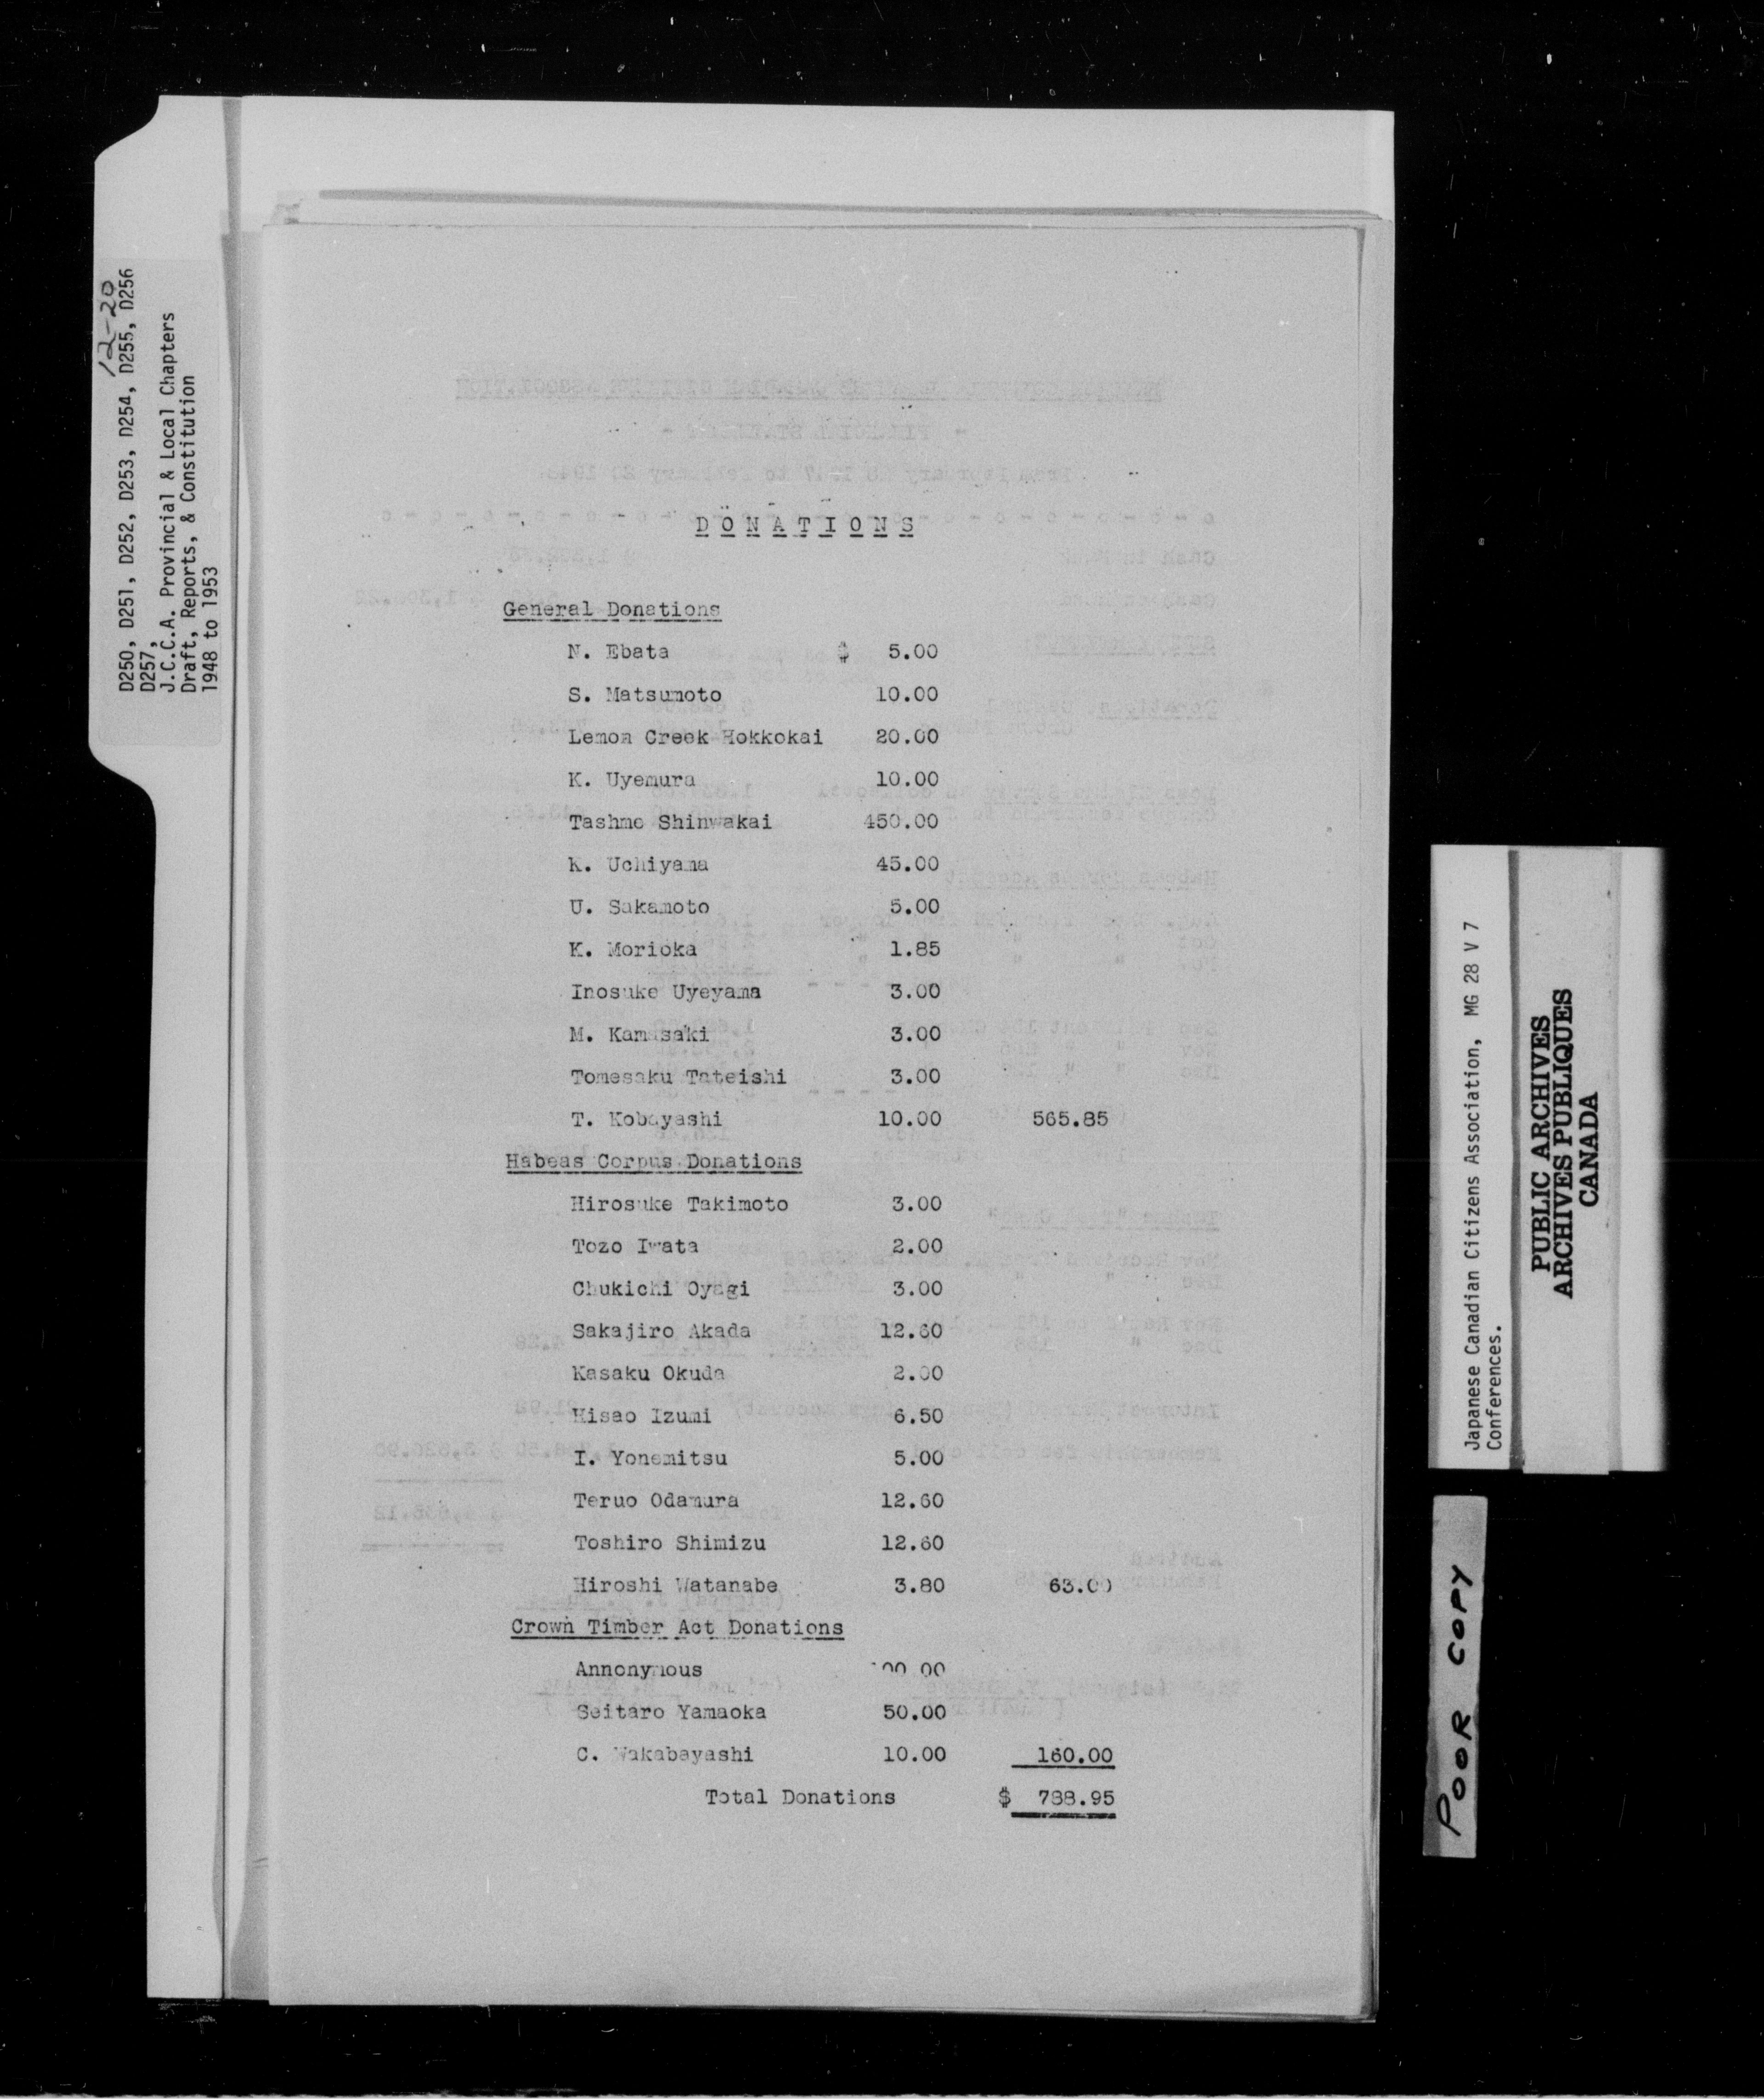 12-20
D250, D251, D252, D253, D254, D255, D256
D257,
J.C.C.A. Provincial & Local Chapters
Draft, Reports, & Constitution
1948 to 1953
DONATIONS
General Donations
N. Ebata $ 5.00
S. Matsumoto 10.00
Lemon Creek Hokkokai 20.00
K. Uyemura 10.00
Tashme Shinwakai 450.00
K. Uchiyama 45.00
U. Sakamoto 5.00
K. Morioka 1.85
Inosuke Uyeyama 3.00
M. Kamasaki 3.00
Tomesaku Tateishi 3.00
T. Kobayashi 10.00 565.85
Habeas Corpus Donations
Hirosuke Takimoto 3.00
Tozo Iwata 2.00
Chukichi Oyagi 3.00
Sakajiro Akada 12.60
Kasaku Okuda 2.00
Hisao Izumi 6.50
I. Yonemitsu 5.00
Teruo Odamura 12.60
Toshiro Shimizu 12.60
Hiroshi Watanabe 3.80 63.00
Crown Timber Act Donations
Annonymous
Seitaro Yamaoka 50.00
C. Wakabayashi 10.00 160.00
Total Donations $ 788.95
Japanese Canadian Citizens Association, MG 28 V 7
Conferences.
PUBLIC ARCHIVES
ARCHIVES PUBLIQUES
CANADA
POOR COPY